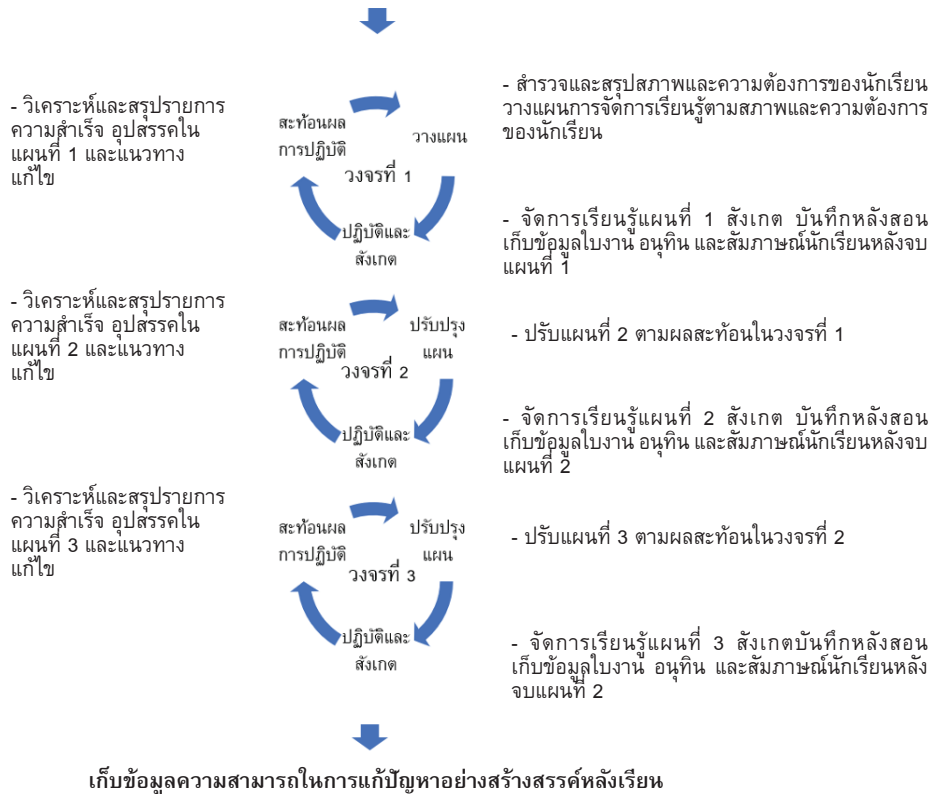 - วิเคราะห์และสรุปรายการ
ความสำเร็จ อุปสรรคใน
แผนที่ 1 และแนวทาง
แก้ไข
สะท้อนผล
การปฏิบัติ
วางแผน
วงจรที่ 1
ปฏิบัติและ
สังเกต
- สำรวจและสรุปสภาพและความต้องการของนักเรียน
วางแผนการจัดการเรียนรู้ตามสภาพและความต้องการ
ของนักเรียน
- จัดการเรียนรู้แผนที่ 1 สังเกต บันทึกหลังสอน
เก็บข้อมูลใบงาน อนุทิน และสัมภาษณ์นักเรียนหลังจบ
แผนที่ 1
- วิเคราะห์และสรุปรายการ
ความสำเร็จ อุปสรรคใน
แผนที่ 2 และแนวทาง
แก้ไข
สะท้อนผล
การปฏิบัติ
ปรับปรุง
แผน
วงจรที่ 2
ปฏิบัติและ
สังเกต
- ปรับแผนที่ 2 ตามผลสะท้อนในวงจรที่ 1
- จัดการเรียนรู้แผนที่ 2 สังเกต บันทึกหลังสอน
เก็บข้อมูลใบงาน อนุทิน และสัมภาษณ์นักเรียนหลังจบ
แผนที่ 2
- วิเคราะห์และสรุปรายการ
ความสำเร็จ อุปสรรคใน
แผนที่ 3 และแนวทาง
แก้ไข
สะท้อนผล
การปฏิบัติ
ปรับปรุง
แผน
วงจรที่ 3
ปฏิบัติและ
สังเกต
- ปรับแผนที่ 3 ตามผลสะท้อนในวงจรที่ 2
- จัดการเรียนรู้แผนที่ 3 สังเกตบันทึกหลังสอน
เก็บข้อมูลใบงาน อนุทิน และสัมภาษณ์นักเรียนหลัง
จบแผนที่ 2
เก็บข้อมูลความสามารถในการแก้ปัญหาอย่างสร้างสรรค์หลังเรียน